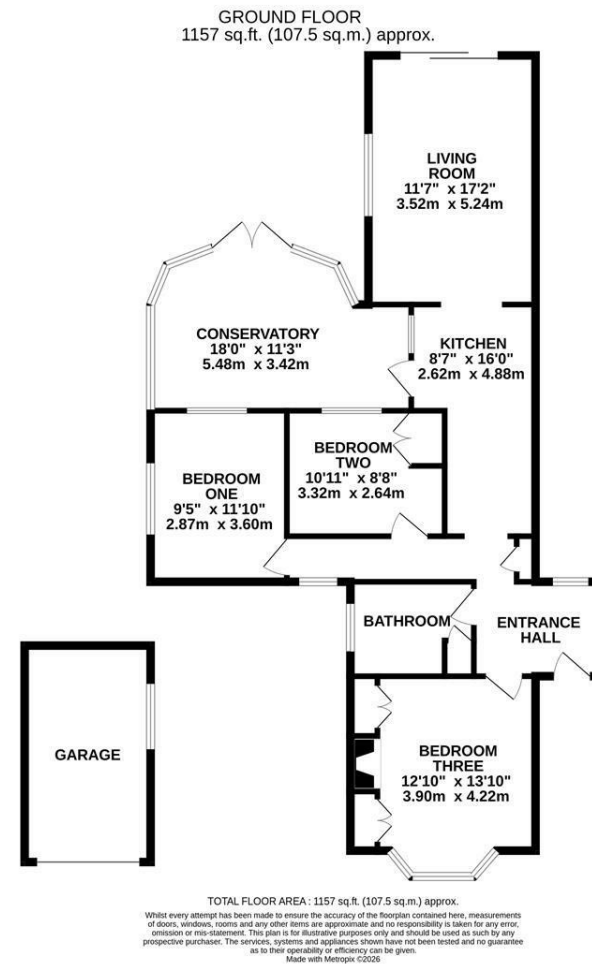 GROUND FLOOR
1157 sq.ft. (107.5 sq.m.) approx.
LIVING
ROOM
11'7" x 17'2"
3.52m x 5.24m
CONSERVATORY
18'0" x 11'3"
5.48m x 3.42m
KITCHEN
8'7" x 16'0"
2.62m x 4.88m
BEDROOM
TWO
10'11" x 8'8"
3.32m x 2.64m
BEDROOM
ONE
9'5" x 11'10"
2.87m x 3.60m
BATHROOM
ENTRANCE
HALL
GARAGE
BEDROOM
THREE
12'10" x 13'10"
3.90m x 4.22m
TOTAL FLOOR AREA : 1157 sq.ft. (107.5 sq.m.) approx.
Whilst every attempt has been made to ensure the accuracy of the floorplan contained here, measurements
of doors, windows, rooms and any other items are approximate and no responsibility is taken for any error,
omission or mis-statement. This plan is for illustrative purposes only and should be used as such by any
prospective purchaser. The services, systems and appliances shown have not been tested and no guarantee
as to their operability or efficiency can be given.
Made with Metropix ©2026